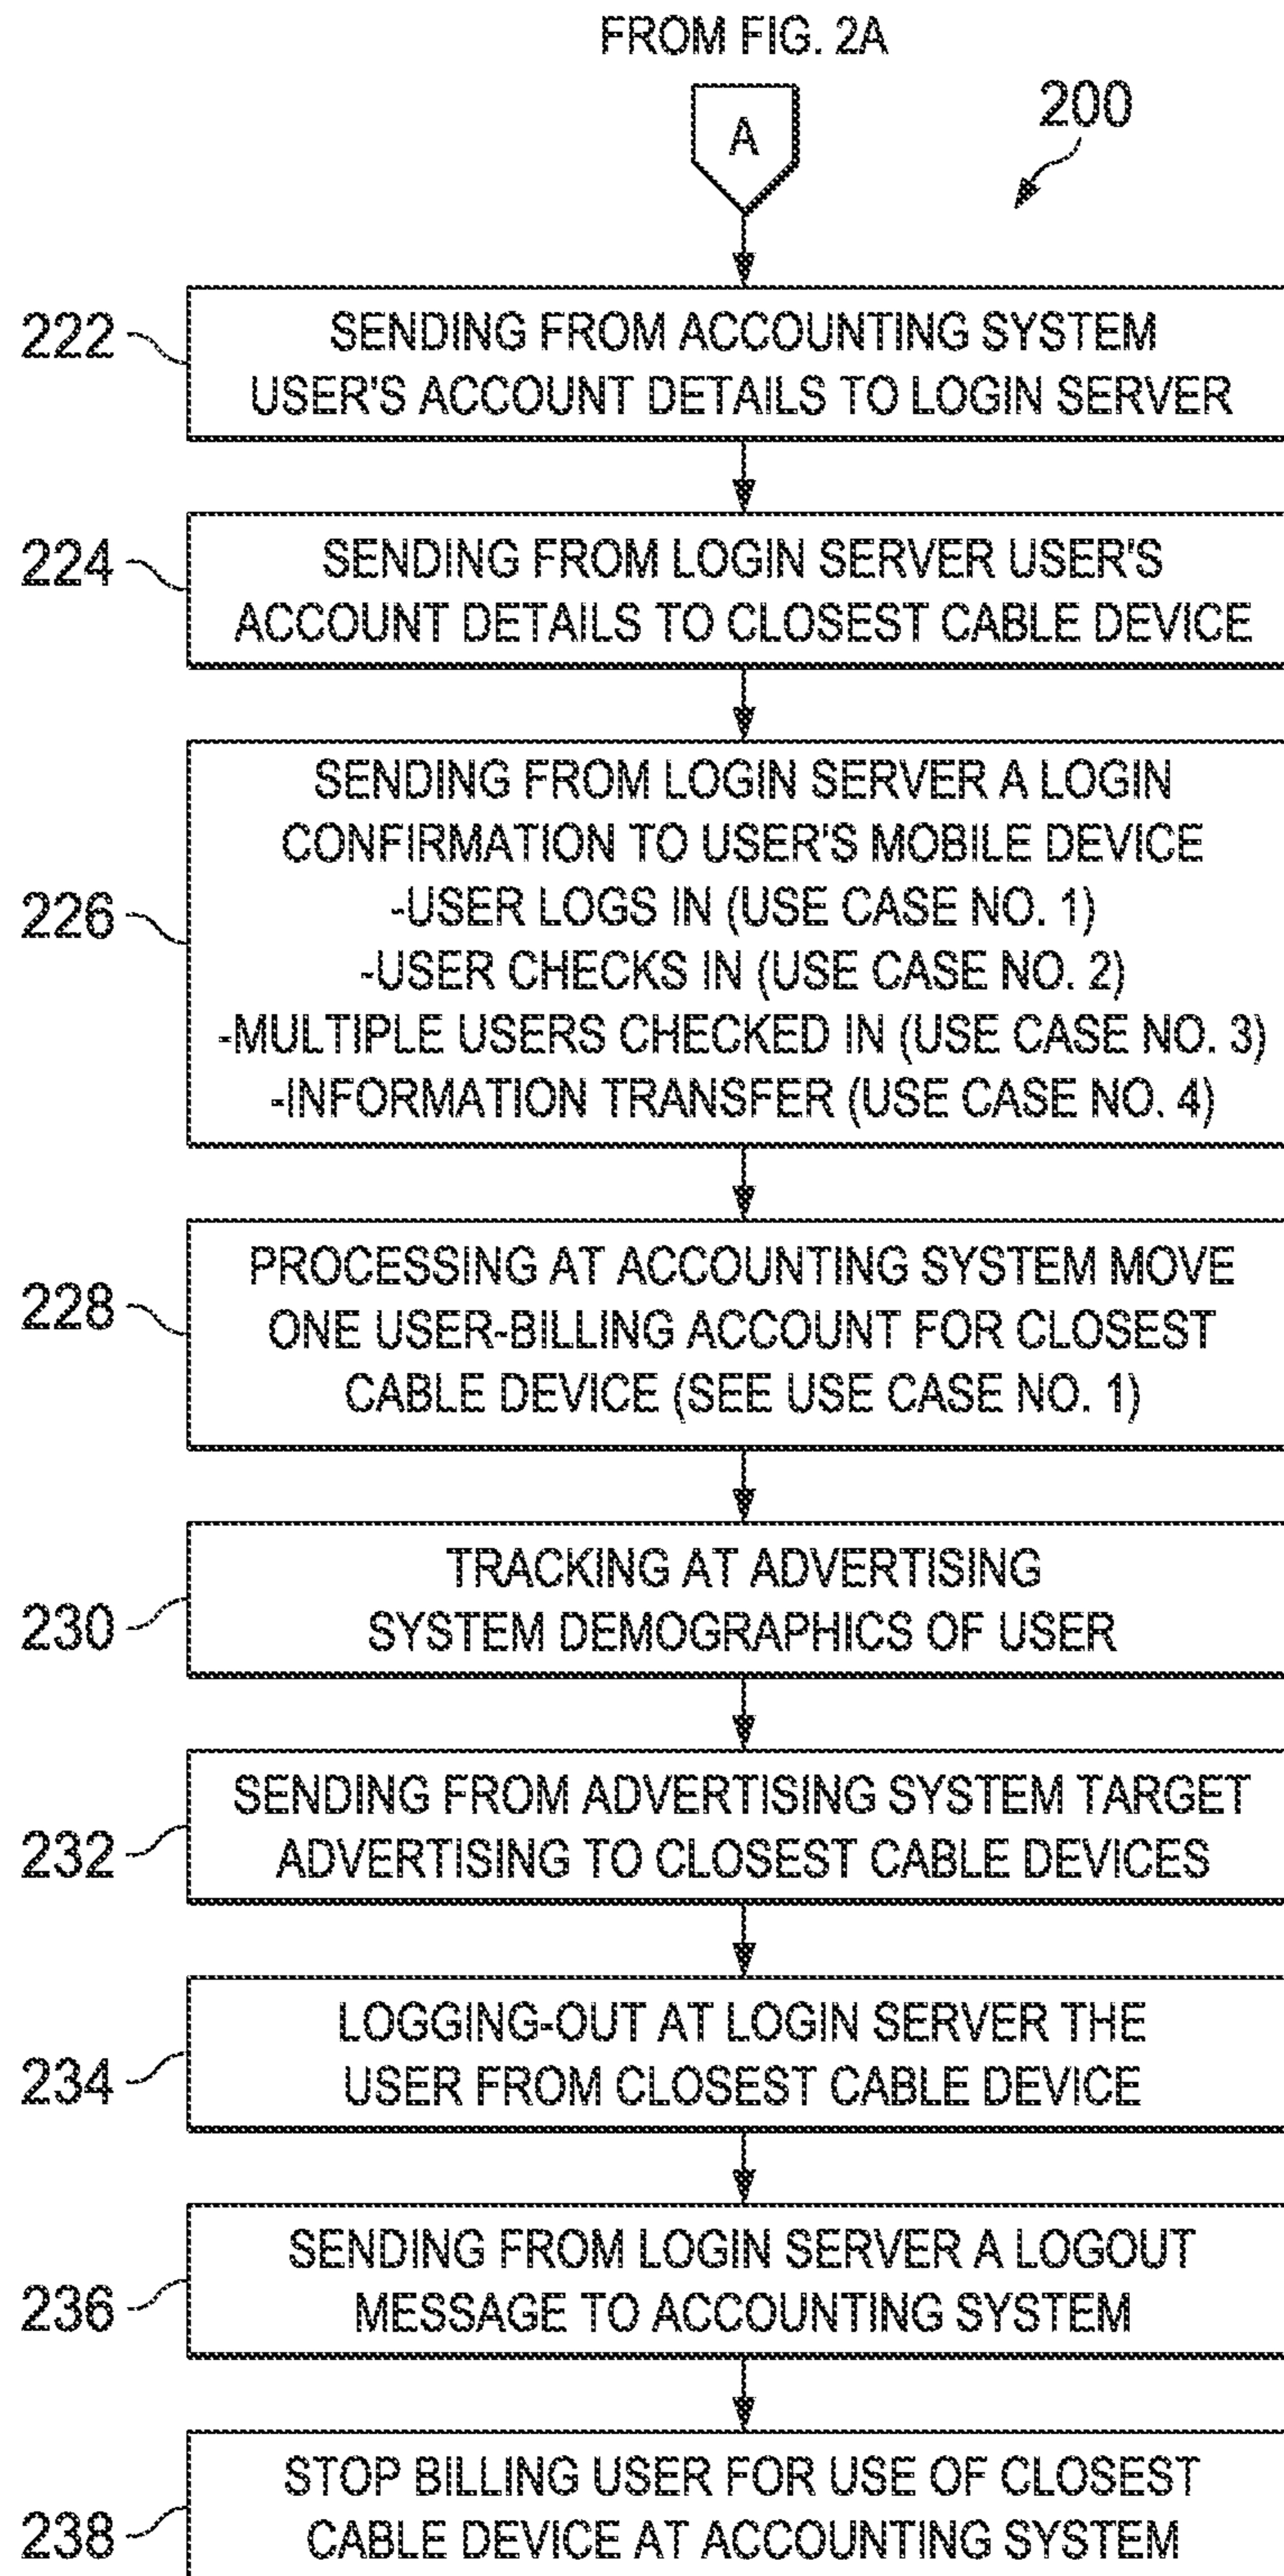 FROM FIG. 2A
A
200
222
SENDING FROM ACCOUNTING SYSTEM
USER'S ACCOUNT DETAILS TO LOGIN SERVER
224
SENDING FROM LOGIN SERVER USER'S
ACCOUNT DETAILS TO CLOSEST CABLE DEVICE
226
SENDING FROM LOGIN SERVER A LOGIN
CONFIRMATION TO USER'S MOBILE DEVICE
-USER LOGS IN (USE CASE NO. 1)
-USER CHECKS IN (USE CASE NO. 2)
-MULTIPLE USERS CHECKED IN (USE CASE NO. 3)
-INFORMATION TRANSFER (USE CASE NO. 4)
228
PROCESSING AT ACCOUNTING SYSTEM MOVE
ONE USER-BILLING ACCOUNT FOR CLOSEST
CABLE DEVICE (SEE USE CASE NO. 1)
230
TRACKING AT ADVERTISING
SYSTEM DEMOGRAPHICS OF USER
232
SENDING FROM ADVERTISING SYSTEM TARGET
ADVERTISING TO CLOSEST CABLE DEVICES
234
LOGGING-OUT AT LOGIN SERVER THE
USER FROM CLOSEST CABLE DEVICE
236
SENDING FROM LOGIN SERVER A LOGOUT
MESSAGE TO ACCOUNTING SYSTEM
238
STOP BILLING USER FOR USE OF CLOSEST
CABLE DEVICE AT ACCOUNTING SYSTEM